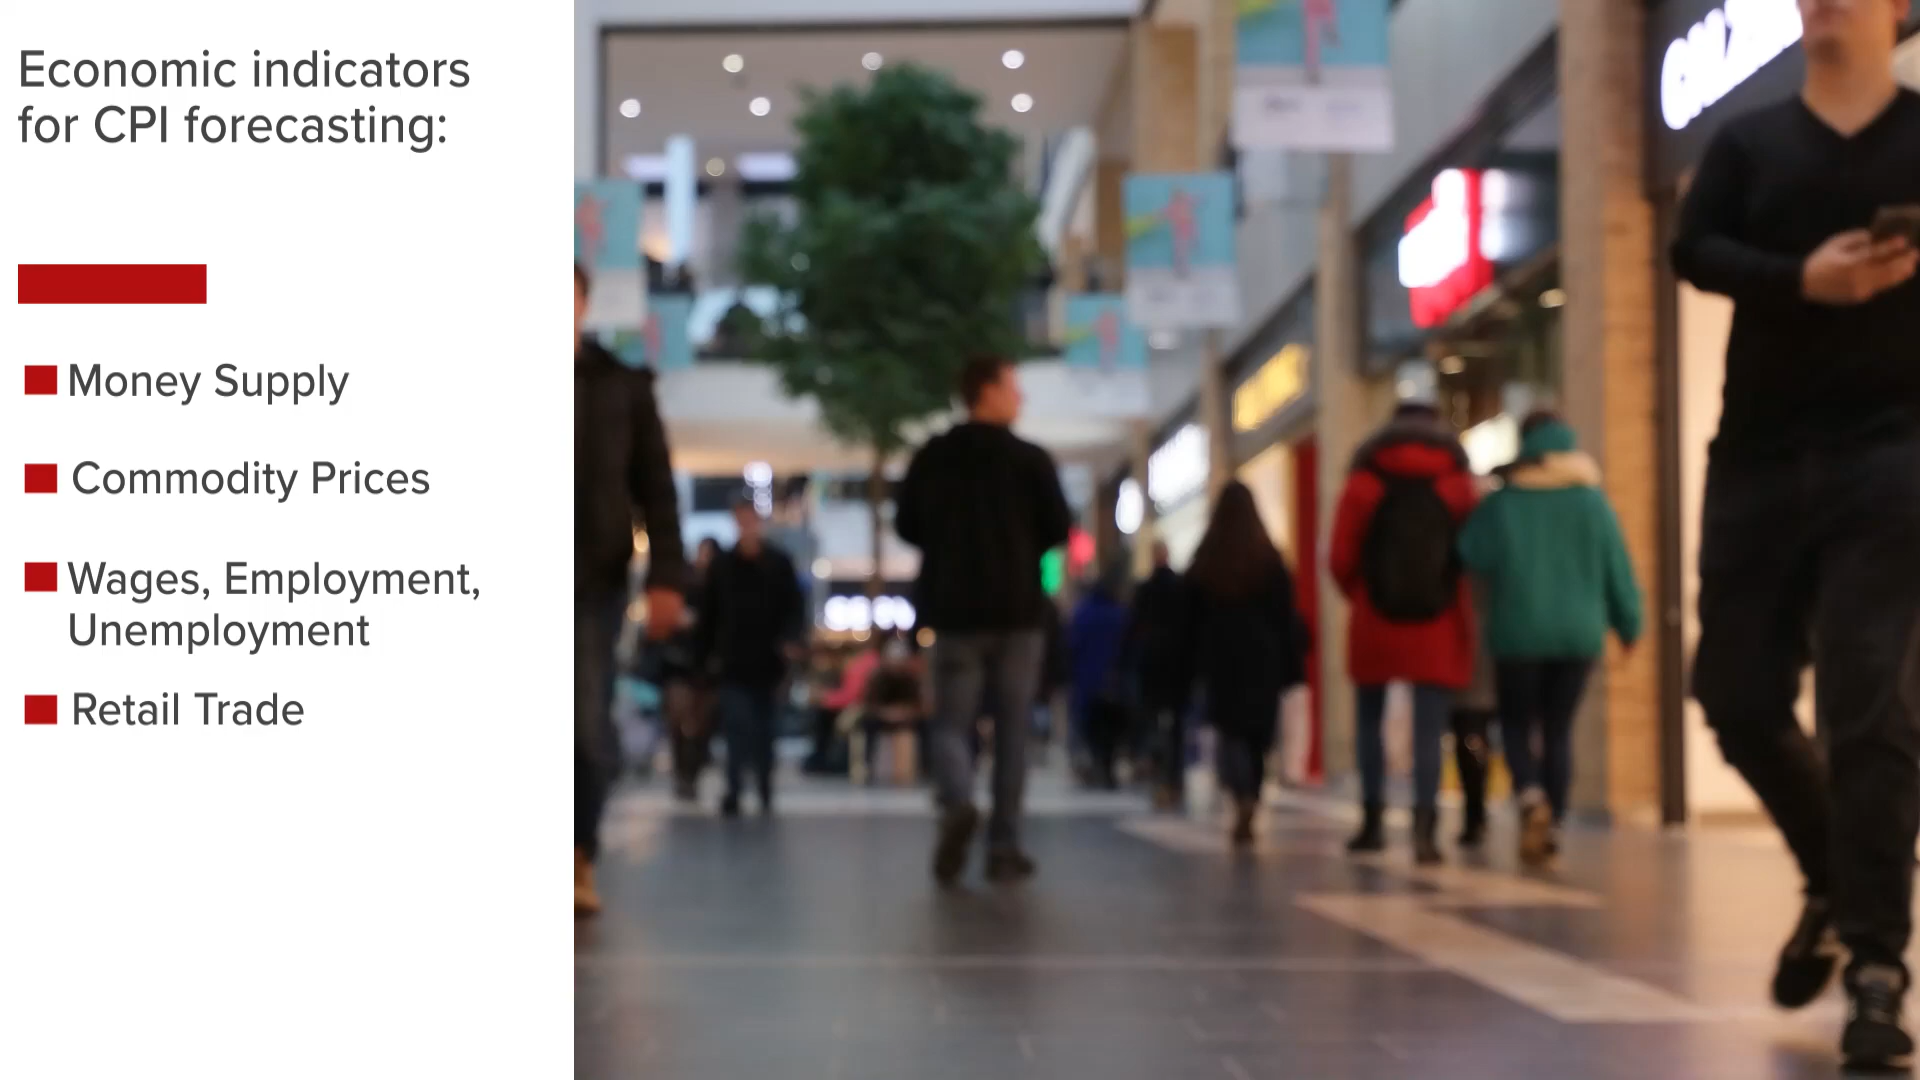 Economic indicators
for CPI forecasting:
Money Supply
Commodity Prices
Wages, Employment,
Unemployment
Retail Trade